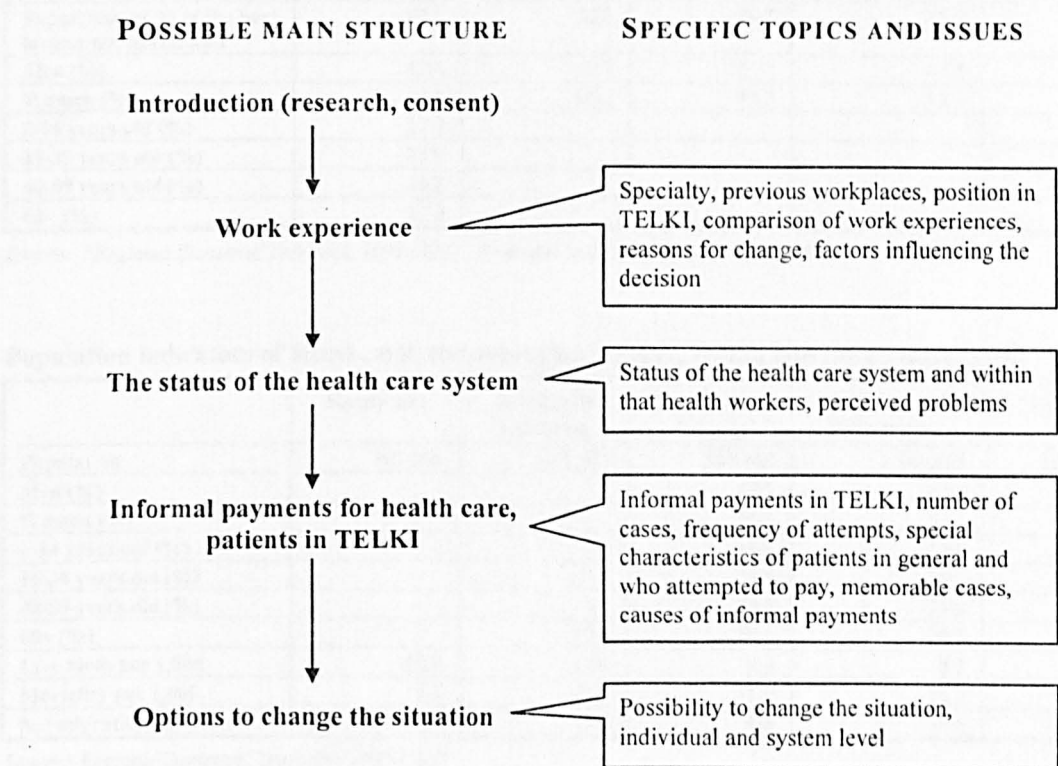 POSSIBLE MAIN STRUCTURE
SPECIFIC TOPICS AND ISSUES
Introduction (research, consent)
Work experience
Specialty, previous workplaces, position in
TELKI, comparison of work experiences,
reasons for change, factors influencing the
decision
The status of the health care system
Status of the health care system and within
that health workers, perceived problems
Informal payments for health care,
patients in TELKI
Informal payments in TELKI, number of
cases, frequency of attempts, special
characteristics of patients in general and
who attempted to pay, memorable cases,
causes of informal payments
Options to change the situation
Possibility to change the situation,
individual and system level